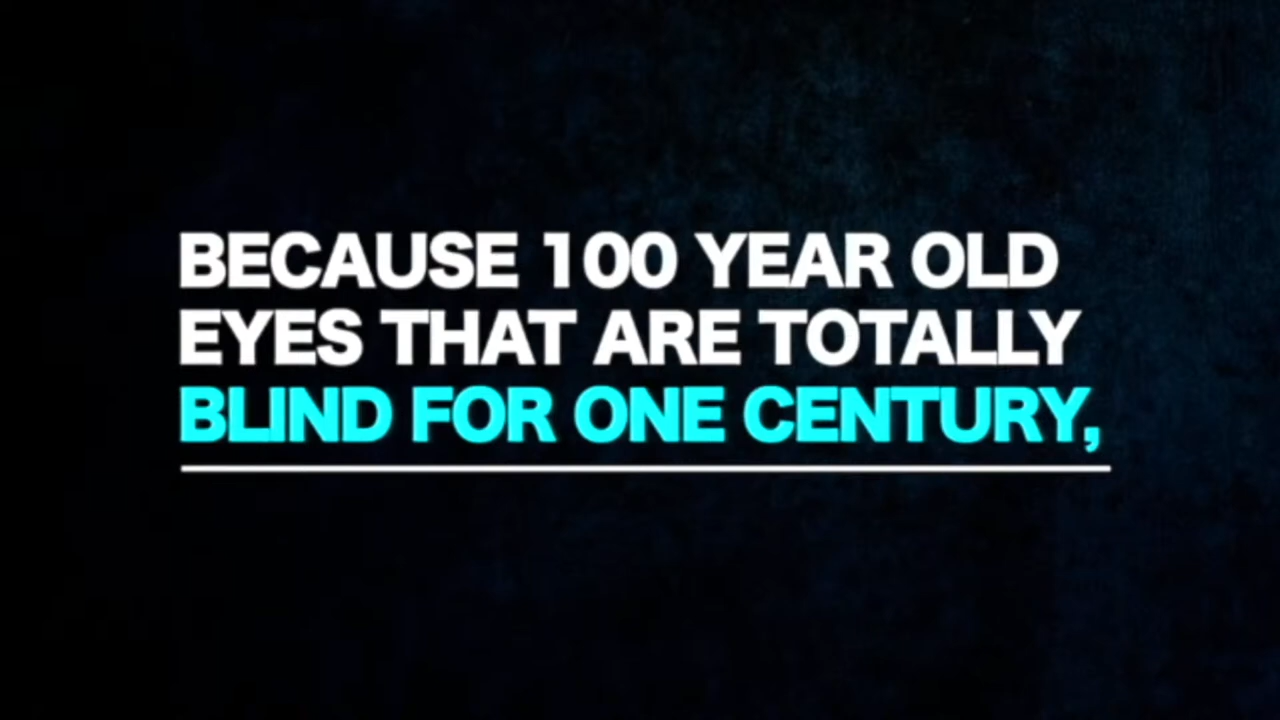 BECAUSE 100 YEAR OLD
EYES THAT ARE TOTALLY
BLIND FOR ONE CENTURY,